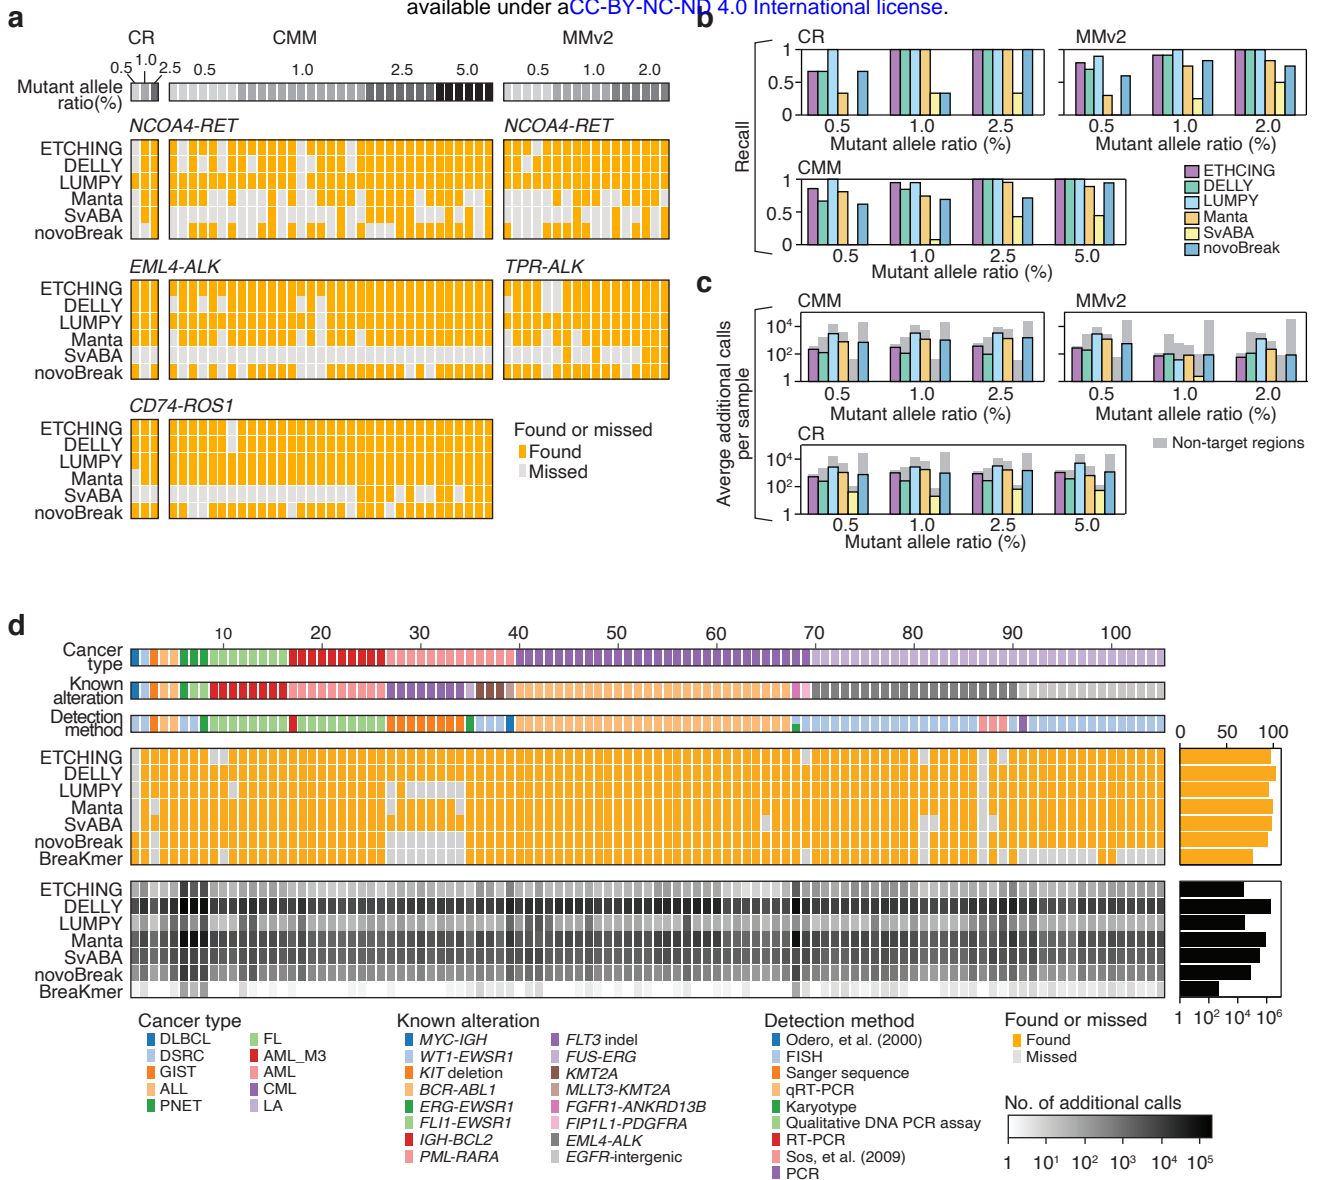 available under aCC-BY-NC-ND 4.0 International license.
a
CR CMM MMv2
0.5 1.0 2.5 0.5 1.0 2.5 5.0 0.5 1.0 2.0
Mutant allele
ratio(%)
NCOA4-RET NCOA4-RET
ETCHING
DELLY
LUMPY
Manta
SvABA
novoBreak
EML4-ALK TPR-ALK
ETCHING
DELLY
LUMPY
Manta
SvABA
novoBreak
CD74-ROS1
ETCHING
DELLY
LUMPY
Manta
SvABA
novoBreak
Found or missed
Found
Missed
b
Recall
CR
1
0.5
0
0.5 1.0 2.5
Mutant allele ratio (%)
MMv2
0.5 1.0 2.0
Mutant allele ratio (%)
CMM
1
0.5
0
0.5 1.0 2.5 5.0
Mutant allele ratio (%)
ETHCING
DELLY
LUMPY
Manta
SvABA
novoBreak
c
Averge additional calls
per ssample
CMM
10⁴
10²
1
0.5 1.0 2.5
Mutant allele ratio (%)
MMv2
0.5 1.0 2.0
Mutant allele ratio (%)
CR
10⁴
10²
1
0.5 1.0 2.5 5.0
Mutant allele ratio (%)
Non-target regions
d
10 20 30 40 50 60 70 80 90 100
Cancer
type
Known
alteration
Detection
method
0 50 100
ETCHING
DELLY
LUMPY
Manta
SvABA
novoBreak
BreaKmer
ETCHING
DELLY
LUMPY
Manta
SvABA
novoBreak
BreaKmer
1 10² 10⁴ 10⁶
Cancer type
DLBCL
DSRC
GIST
ALL
PNET
FL
AML_M3
AML
CML
LA
Known alteration
MYC-IGH
WT1-EWSR1
KIT deletion
BCR-ABL1
ERG-EWSR1
FLI1-EWSR1
IGH-BCL2
PML-RARA
FLT3 indel
FUS-ERG
KMT2A
MLLT3-KMT2A
FGFR1-ANKRD13B
FIP1L1-PDGFRA
EML4-ALK
EGFR-intergenic
Detection method
Odero, et al. (2000)
FISH
Sanger sequence
qRT-PCR
Karyotype
Qualitative DNA PCR assay
RT-PCR
Sos, et al. (2009)
PCR
Found or missed
Found
Missed
No. of additional calls
1 10¹ 10² 10³ 10⁴ 10⁵